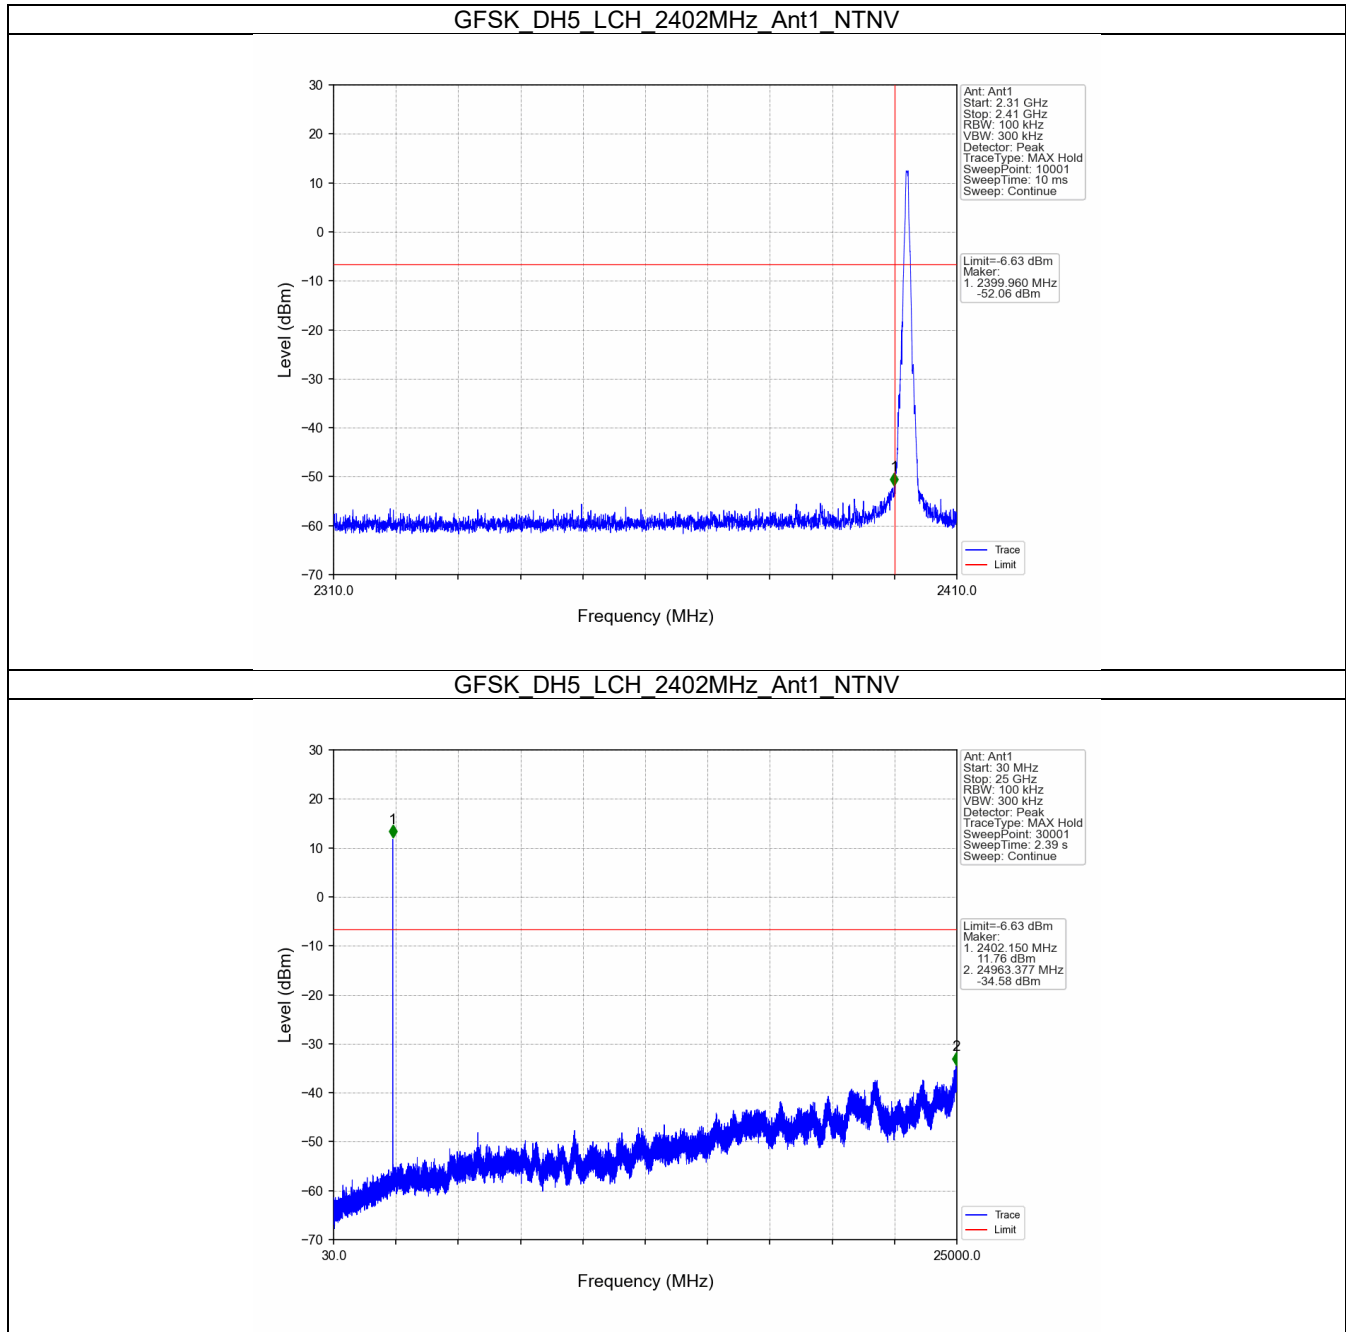 GFSK_DH5_LCH_2402MHz_Ant1_NTNV
30
20
10
0
−10
−20
−30
−40
−50
−60
−70
Level (dBm)
2310.0
2410.0
Frequency (MHz)
1
Ant: Ant1
Start: 2.31 GHz
Stop: 2.41 GHz
RBW: 100 kHz
VBW: 300 kHz
Detector: Peak
TraceType: MAX Hold
SweepPoint: 10001
SweepTime: 10 ms
Sweep: Continue
Limit=-6.63 dBm
Maker:
1. 2399.960 MHz
-52.06 dBm
Trace
Limit
GFSK_DH5_LCH_2402MHz_Ant1_NTNV
30
20
10
0
−10
−20
−30
−40
−50
−60
−70
Level (dBm)
30.0
25000.0
Frequency (MHz)
1
2
Ant: Ant1
Start: 30 MHz
Stop: 25 GHz
RBW: 100 kHz
VBW: 300 kHz
Detector: Peak
TraceType: MAX Hold
SweepPoint: 30001
SweepTime: 2.39 s
Sweep: Continue
Limit=-6.63 dBm
Maker:
1. 2402.150 MHz
11.76 dBm
2. 24963.377 MHz
-34.58 dBm
Trace
Limit